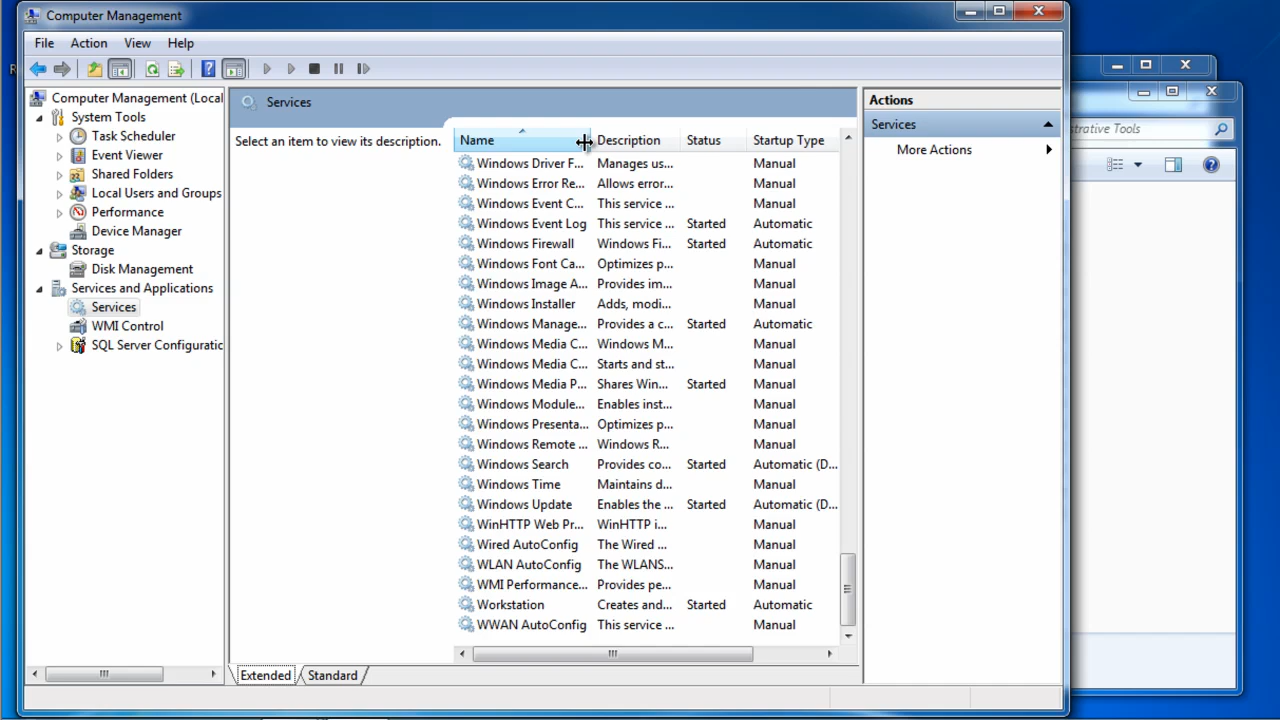 Computer Management
File Action View Help
Computer Management (Local
System Tools
Task Scheduler
Event Viewer
Shared Folders
Local Users and Groups
Performance
Device Manager
Storage
Disk Management
Services and Applications
Services
WMI Control
SQL Server Configuratic
Services
Select an item to view its description.
Name Description Status Startup Type
Windows Driver F... Manages us... Manual
Windows Error Re... Allows error... Manual
Windows Event C... This service ... Manual
Windows Event Log This service ... Started Automatic
Windows Firewall Windows Fi... Started Automatic
Windows Font Ca... Optimizes p... Manual
Windows Image A... Provides im... Manual
Windows Installer Adds, modi... Manual
Windows Manage... Provides a c... Started Automatic
Windows Media C... Windows M... Manual
Windows Media C... Starts and st... Manual
Windows Media P... Shares Win... Started Manual
Windows Module... Enables inst... Manual
Windows Presenta... Optimizes p... Manual
Windows Remote ... Windows R... Manual
Windows Search Provides co... Started Automatic (D...
Windows Time Maintains d... Manual
Windows Update Enables the ... Started Automatic (D...
WinHTTP Web Pr... WinHTTP i... Manual
Wired AutoConfig The Wired ... Manual
WLAN AutoConfig The WLANS... Manual
WMI Performance... Provides pe... Manual
Workstation Creates and... Started Automatic
WWAN AutoConfig This service ... Manual
Extended Standard
Actions
Services
More Actions
strative Tools